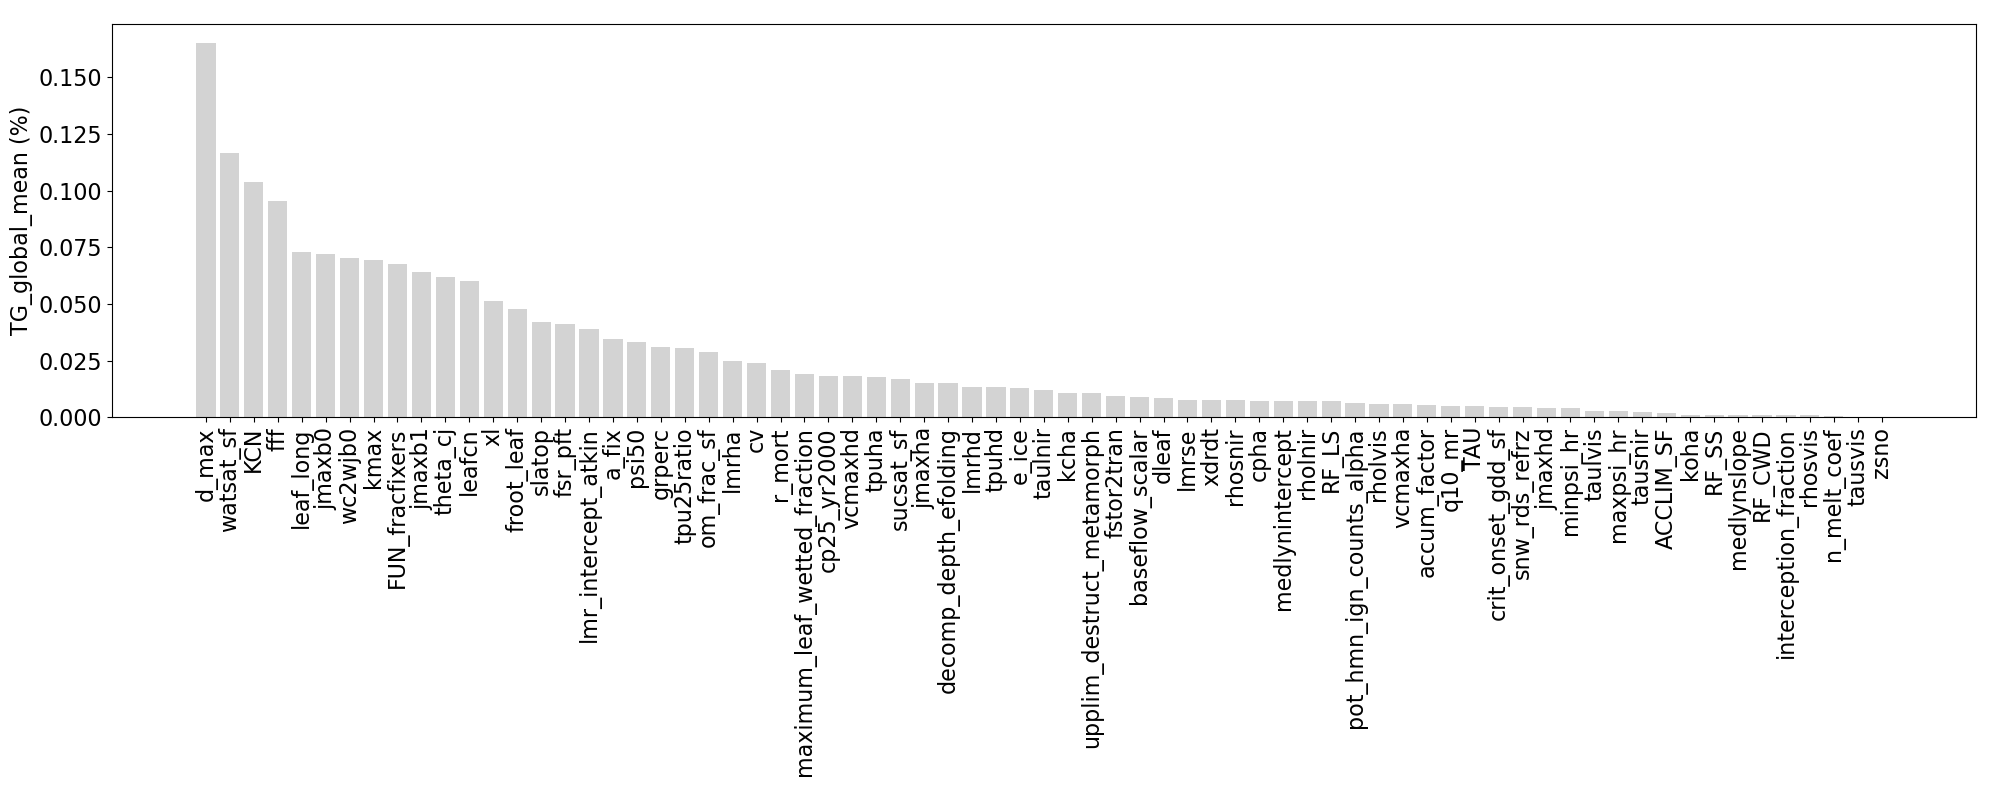 TG_global_mean (%)
0.150
0.125
0.100
0.075
0.050
0.025
0.000
d_max
watsat_sf
KCN
fff
leaf_long
jmaxb0
wc2wjb0
kmax
FUN_fracfixers
jmaxb1
theta_cj
leafcn
xl
froot_leaf
slatop
fsr_pft
lmr_intercept_atkin
a_fix
psi50
grperc
tpu25ratio
om_frac_sf
lmrha
cv
r_mort
maximum_leaf_wetted_fraction
cp25_yr2000
vcmaxhd
tpuha
sucsat_sf
jmaxha
decomp_depth_efolding
lmrhd
tpuhd
e_ice
taulnir
kcha
upplim_destruct_metamorph
fstor2tran
baseflow_scalar
dleaf
lmrse
xdrdt
rhosnir
cpha
medlynintercept
rholnir
RF_LS
pot_hmn_ign_counts_alpha
rholvis
vcmaxha
accum_factor
q10_mr
TAU
crit_onset_gdd_sf
snw_rds_refrz
jmaxhd
minpsi_hr
taulvis
maxpsi_hr
tausnir
ACCLIM_SF
koha
RF_SS
medlynslope
RF_CWD
interception_fraction
rhosvis
n_melt_coef
tausvis
zsno